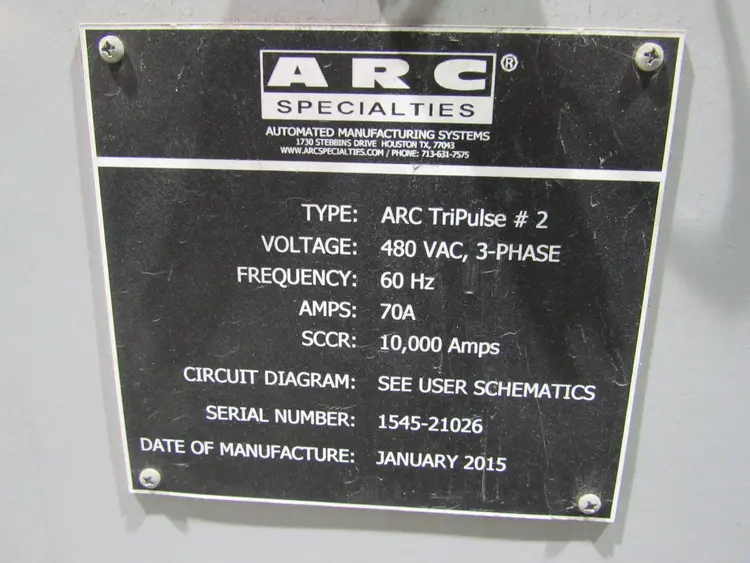 ARC®
SPECIALTIES
AUTOMATED MANUFACTURING SYSTEMS
1730 STEBBINS DRIVE HOUSTON TX, 77043
WWW.ARCSPECIALTIES.COM / PHONE: 713-631-7575
TYPE: ARC TriPulse # 2
VOLTAGE: 480 VAC, 3-PHASE
FREQUENCY: 60 Hz
AMPS: 70A
SCCR: 10,000 Amps
CIRCUIT DIAGRAM: SEE USER SCHEMATICS
SERIAL NUMBER: 1545-21026
DATE OF MANUFACTURE: JANUARY 2015